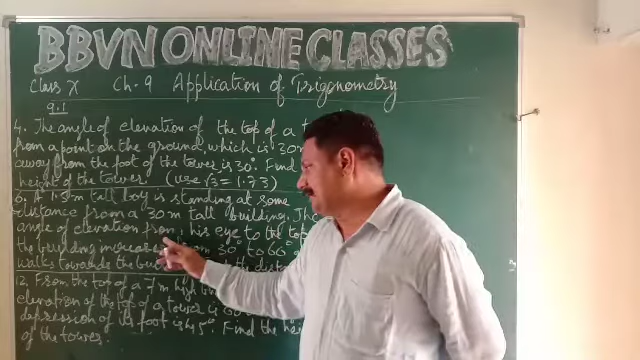 BBVN ONLINE CLASSES
Class X Ch. 9 Application of Trigonometry
9.1
4. The angle of elevation of the top of a
from a point on the ground, which is 30m
away from the foot of the tower is 30°. Find
height of the tower. (use √3 = 1.73)
6. A 1.5m tall boy is standing at some
distance from a 30m tall building. The
angle of elevation from his eye to the top
the building increases from 30° to 60°
walks towards the
12. From the top of a 7m high
elevation of the top of a tower is 60°
depression of its foot is 45°. Find the
of the tower.